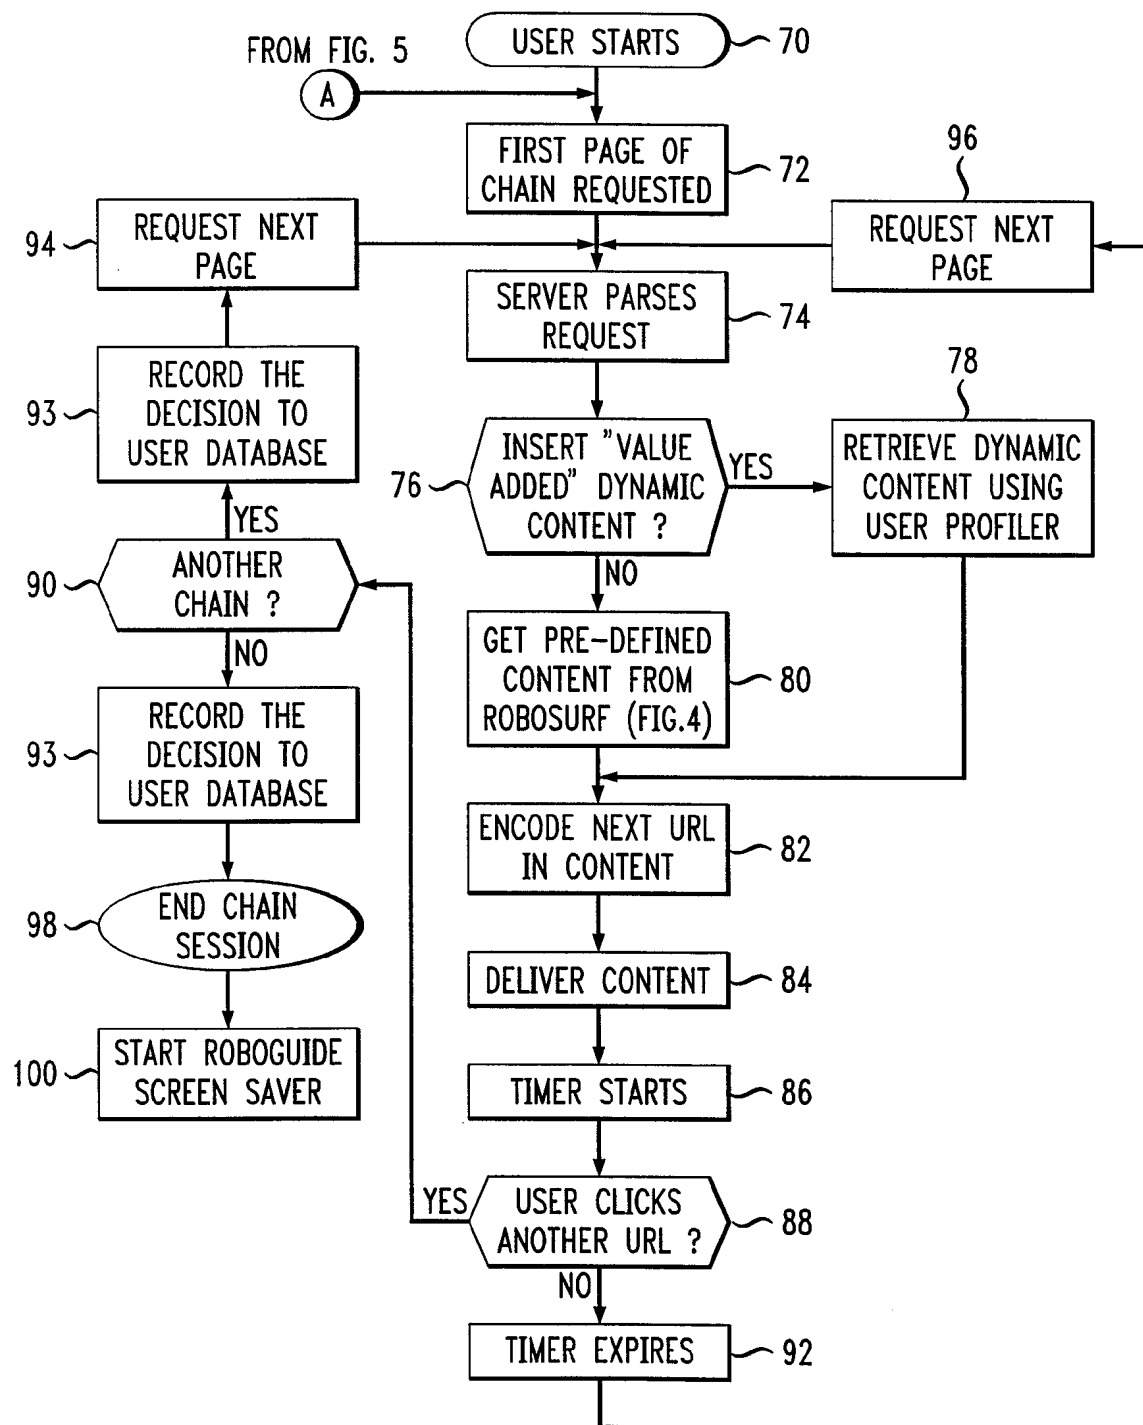 USER STARTS
70
FROM FIG. 5
A
FIRST PAGE OF
CHAIN REQUESTED
72
96
94
REQUEST NEXT
PAGE
REQUEST NEXT
PAGE
SERVER PARSES
REQUEST
74
78
93
RECORD THE
DECISION TO
USER DATABASE
76
INSERT "VALUE
ADDED" DYNAMIC
CONTENT ?
YES
RETRIEVE DYNAMIC
CONTENT USING
USER PROFILER
YES
NO
90
ANOTHER
CHAIN ?
NO
GET PRE-DEFINED
CONTENT FROM
ROBOSURF (FIG.4)
80
93
RECORD THE
DECISION TO
USER DATABASE
ENCODE NEXT URL
IN CONTENT
82
98
END CHAIN
SESSION
DELIVER CONTENT
84
100
START ROBOGUIDE
SCREEN SAVER
TIMER STARTS
86
YES
USER CLICKS
ANOTHER URL ?
88
NO
TIMER EXPIRES
92